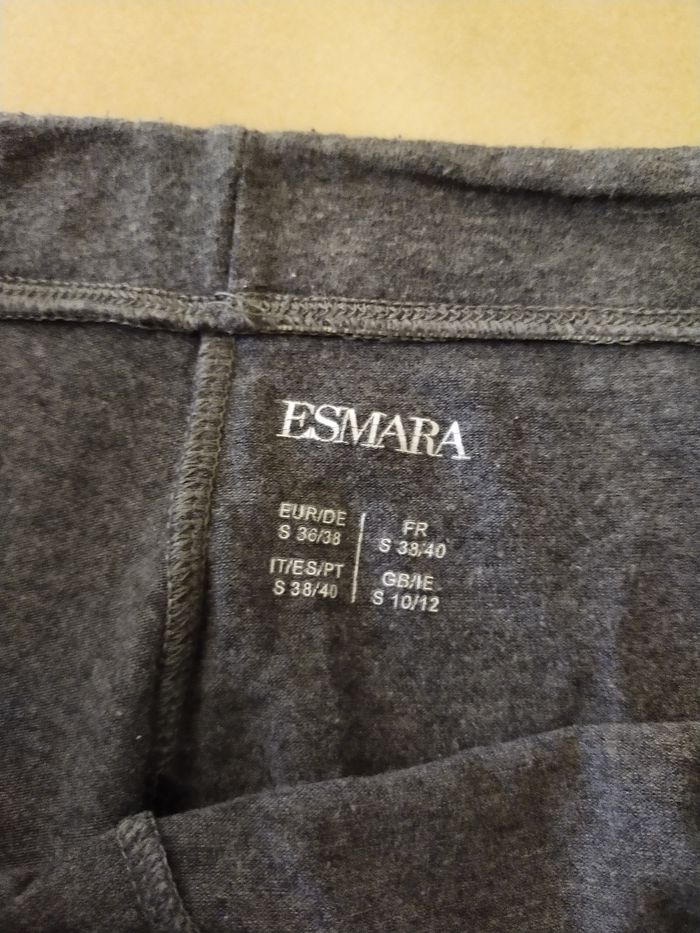 ESMARA
EUR/DE
S 36/38
FR
S 38/40
IT/ES/PT
S 38/40
GB/IE
S 10/12